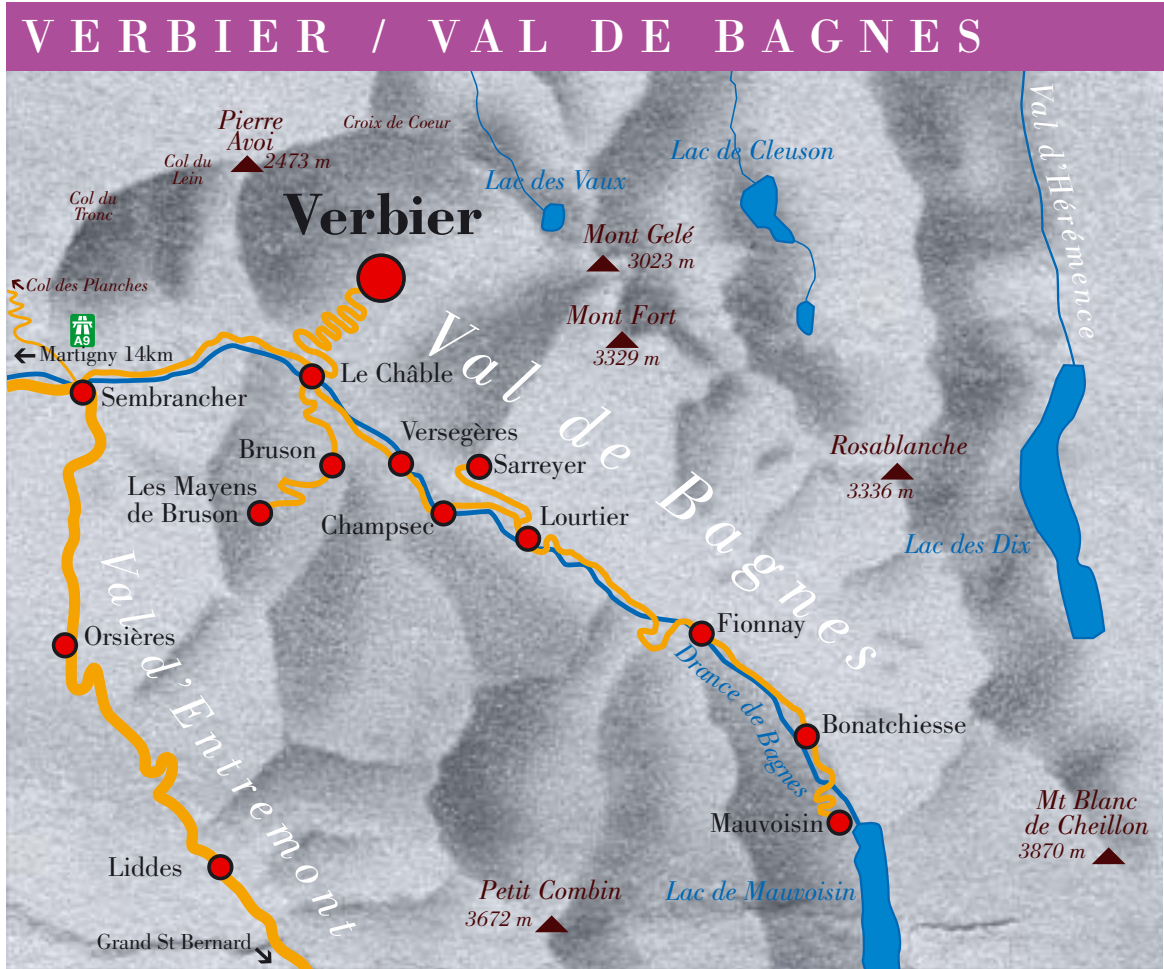 VERBIER / VAL DE BAGNES
Pierre
Avoi
2473 m
Croix de Coeur
Col du
Lein
Col du
Tronc
Lac des Vaux
Lac de Cleuson
Val d'Hérémence
Verbier
Mont Gelé
3023 m
Col des Planches
A9
Mont Fort
3329 m
Martigny 14km
Le Châble
Sembrancher
Val de Bagnes
Versegères
Bruson
Sarreyer
Rosablanche
3336 m
Les Mayens
de Bruson
Champsec
Lourtier
Lac des Dix
Val d'Entremont
Orsières
Fionnay
Drance de Bagnes
Bonatchiesse
Mauvoisin
Mt Blanc
de Cheillon
3870 m
Liddes
Petit Combin
3672 m
Lac de Mauvoisin
Grand St Bernard